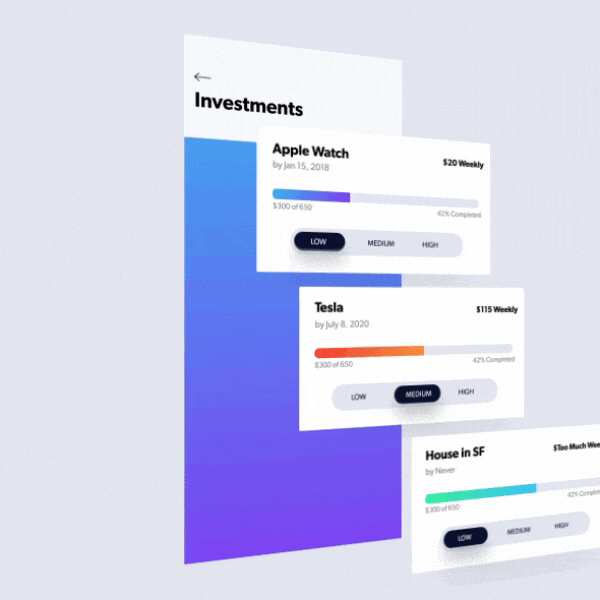 Investments
Apple Watch
$20 Weekly
by Jan 15, 2018
$300 of 650
42% Completed
LOW MEDIUM HIGH
Tesla
$115 Weekly
by July 8, 2020
$300 of 650
42% Completed
LOW MEDIUM HIGH
House in SF
$Too Much Wee
by Never
42% Complet
$300 of 650
LOW MEDIUM HIGH